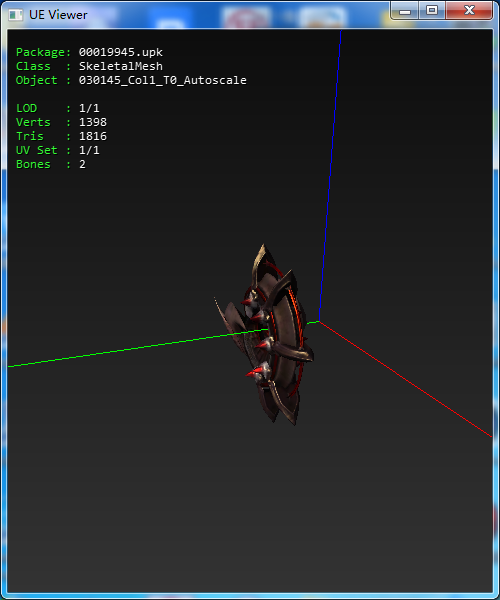 UE Viewer
Package: 00019945.upk
Class : SkeletalMesh
Object : 030145_Col1_T0_Autoscale
LOD : 1/1
Verts : 1398
Tris : 1816
UV Set : 1/1
Bones : 2